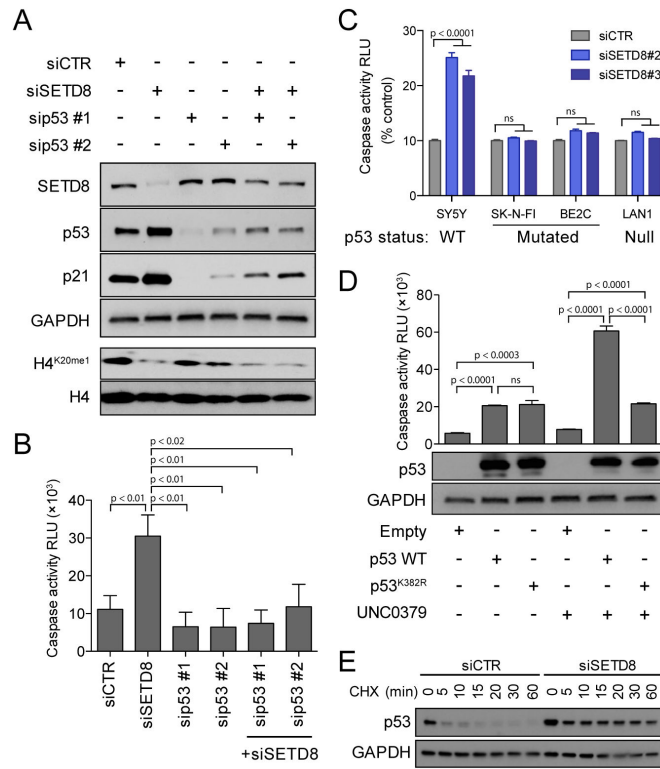 A
siCTR + - - - - -
siSETD8 - + - - + +
sip53 #1 - - + - + -
sip53 #2 - - - + - +
SETD8
p53
p21
GAPDH
H4K20me1
H4
B
p < 0.02
p < 0.01
p < 0.01
p < 0.01 p < 0.01
Caspase activity RLU (×10³)
40
30
20
10
0
siCTR
siSETD8
sip53 #1
sip53 #2
sip53 #1
sip53 #2
+siSETD8
C
Caspase activity RLU
(% control)
30
20
10
0
p < 0.0001
ns
ns
ns
siCTR
siSETD8#2
siSETD8#3
SY5Y SK-N-FI BE2C LAN1
p53 status: WT Mutated Null
D
Caspase activity RLU (×10³)
80
60
40
20
0
p < 0.0003
p < 0.0001 ns
p < 0.0001
p < 0.0001 p < 0.0001
p53
GAPDH
Empty + - - + - -
p53 WT - + - - + -
p53K382R - - + - - +
UNC0379 - - - + + +
E
siCTR siSETD8
CHX (min) 0 5 10 15 20 30 60 0 5 10 15 20 30 60
p53
GAPDH